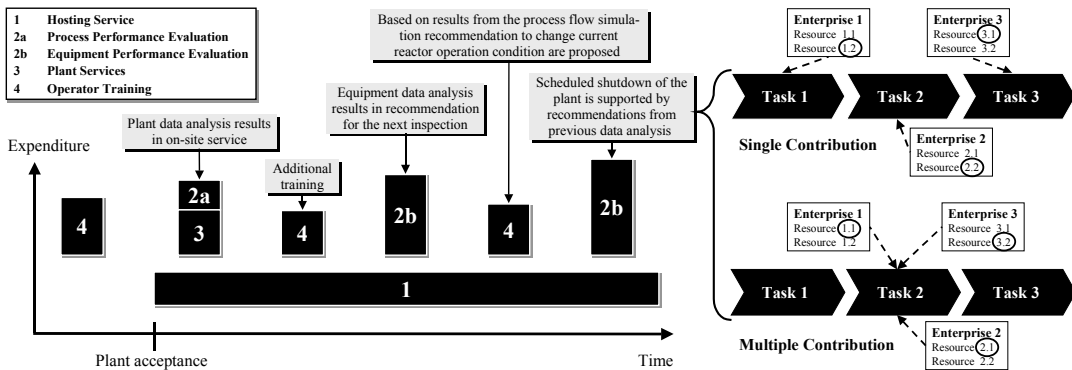 1 Hosting Service
2a Process Performance Evaluation
2b Equipment Performance Evaluation
3 Plant Services
4 Operator Training
Based on results from the process flow simula-
tion recommendation to change current
reactor operation condition are proposed
Equipment data analysis
results in recommendation
for the next inspection
Scheduled shutdown of the
plant is supported by
recommendations from
previous data analysis
Plant data analysis results
in on-site service
Additional
training
Expenditure
4
2a
3
4
2b
4
2b
1
Plant acceptance
Time
Enterprise 1
Resource 1.1
Resource 1.2
Enterprise 3
Resource 3.1
Resource 3.2
Task 1
Task 2
Task 3
Single Contribution
Enterprise 2
Resource 2.1
Resource 2.2
Enterprise 1
Resource 1.1
Resource 1.2
Enterprise 3
Resource 3.1
Resource 3.2
Task 1
Task 2
Task 3
Multiple Contribution
Enterprise 2
Resource 2.1
Resource 2.2